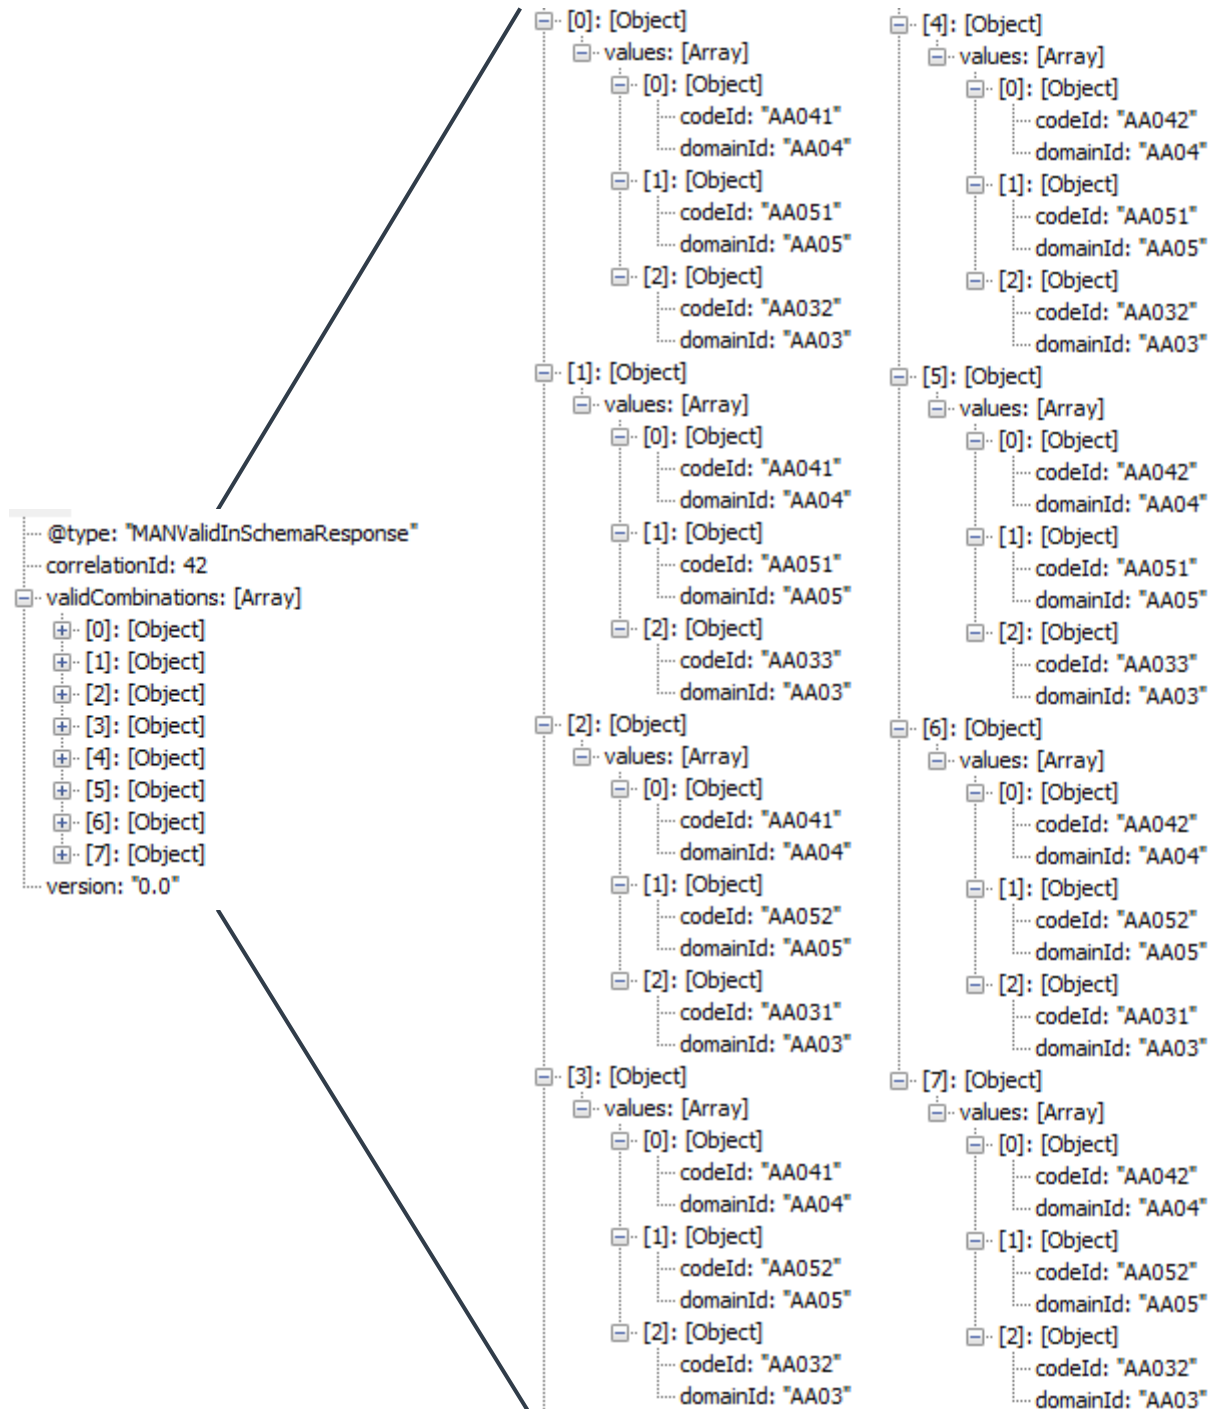 @type: "MANValidInSchemaResponse"
correlationId: 42
validCombinations: [Array]
[0]: [Object]
[1]: [Object]
[2]: [Object]
[3]: [Object]
[4]: [Object]
[5]: [Object]
[6]: [Object]
[7]: [Object]
version: "0.0"
[0]: [Object]
values: [Array]
[0]: [Object]
codeId: "AA041"
domainId: "AA04"
[1]: [Object]
codeId: "AA051"
domainId: "AA05"
[2]: [Object]
codeId: "AA032"
domainId: "AA03"
[1]: [Object]
values: [Array]
[0]: [Object]
codeId: "AA041"
domainId: "AA04"
[1]: [Object]
codeId: "AA051"
domainId: "AA05"
[2]: [Object]
codeId: "AA033"
domainId: "AA03"
[2]: [Object]
values: [Array]
[0]: [Object]
codeId: "AA041"
domainId: "AA04"
[1]: [Object]
codeId: "AA052"
domainId: "AA05"
[2]: [Object]
codeId: "AA031"
domainId: "AA03"
[3]: [Object]
values: [Array]
[0]: [Object]
codeId: "AA041"
domainId: "AA04"
[1]: [Object]
codeId: "AA052"
domainId: "AA05"
[2]: [Object]
codeId: "AA032"
domainId: "AA03"
[4]: [Object]
values: [Array]
[0]: [Object]
codeId: "AA042"
domainId: "AA04"
[1]: [Object]
codeId: "AA051"
domainId: "AA05"
[2]: [Object]
codeId: "AA032"
domainId: "AA03"
[5]: [Object]
values: [Array]
[0]: [Object]
codeId: "AA042"
domainId: "AA04"
[1]: [Object]
codeId: "AA051"
domainId: "AA05"
[2]: [Object]
codeId: "AA033"
domainId: "AA03"
[6]: [Object]
values: [Array]
[0]: [Object]
codeId: "AA042"
domainId: "AA04"
[1]: [Object]
codeId: "AA052"
domainId: "AA05"
[2]: [Object]
codeId: "AA031"
domainId: "AA03"
[7]: [Object]
values: [Array]
[0]: [Object]
codeId: "AA042"
domainId: "AA04"
[1]: [Object]
codeId: "AA052"
domainId: "AA05"
[2]: [Object]
codeId: "AA032"
domainId: "AA03"